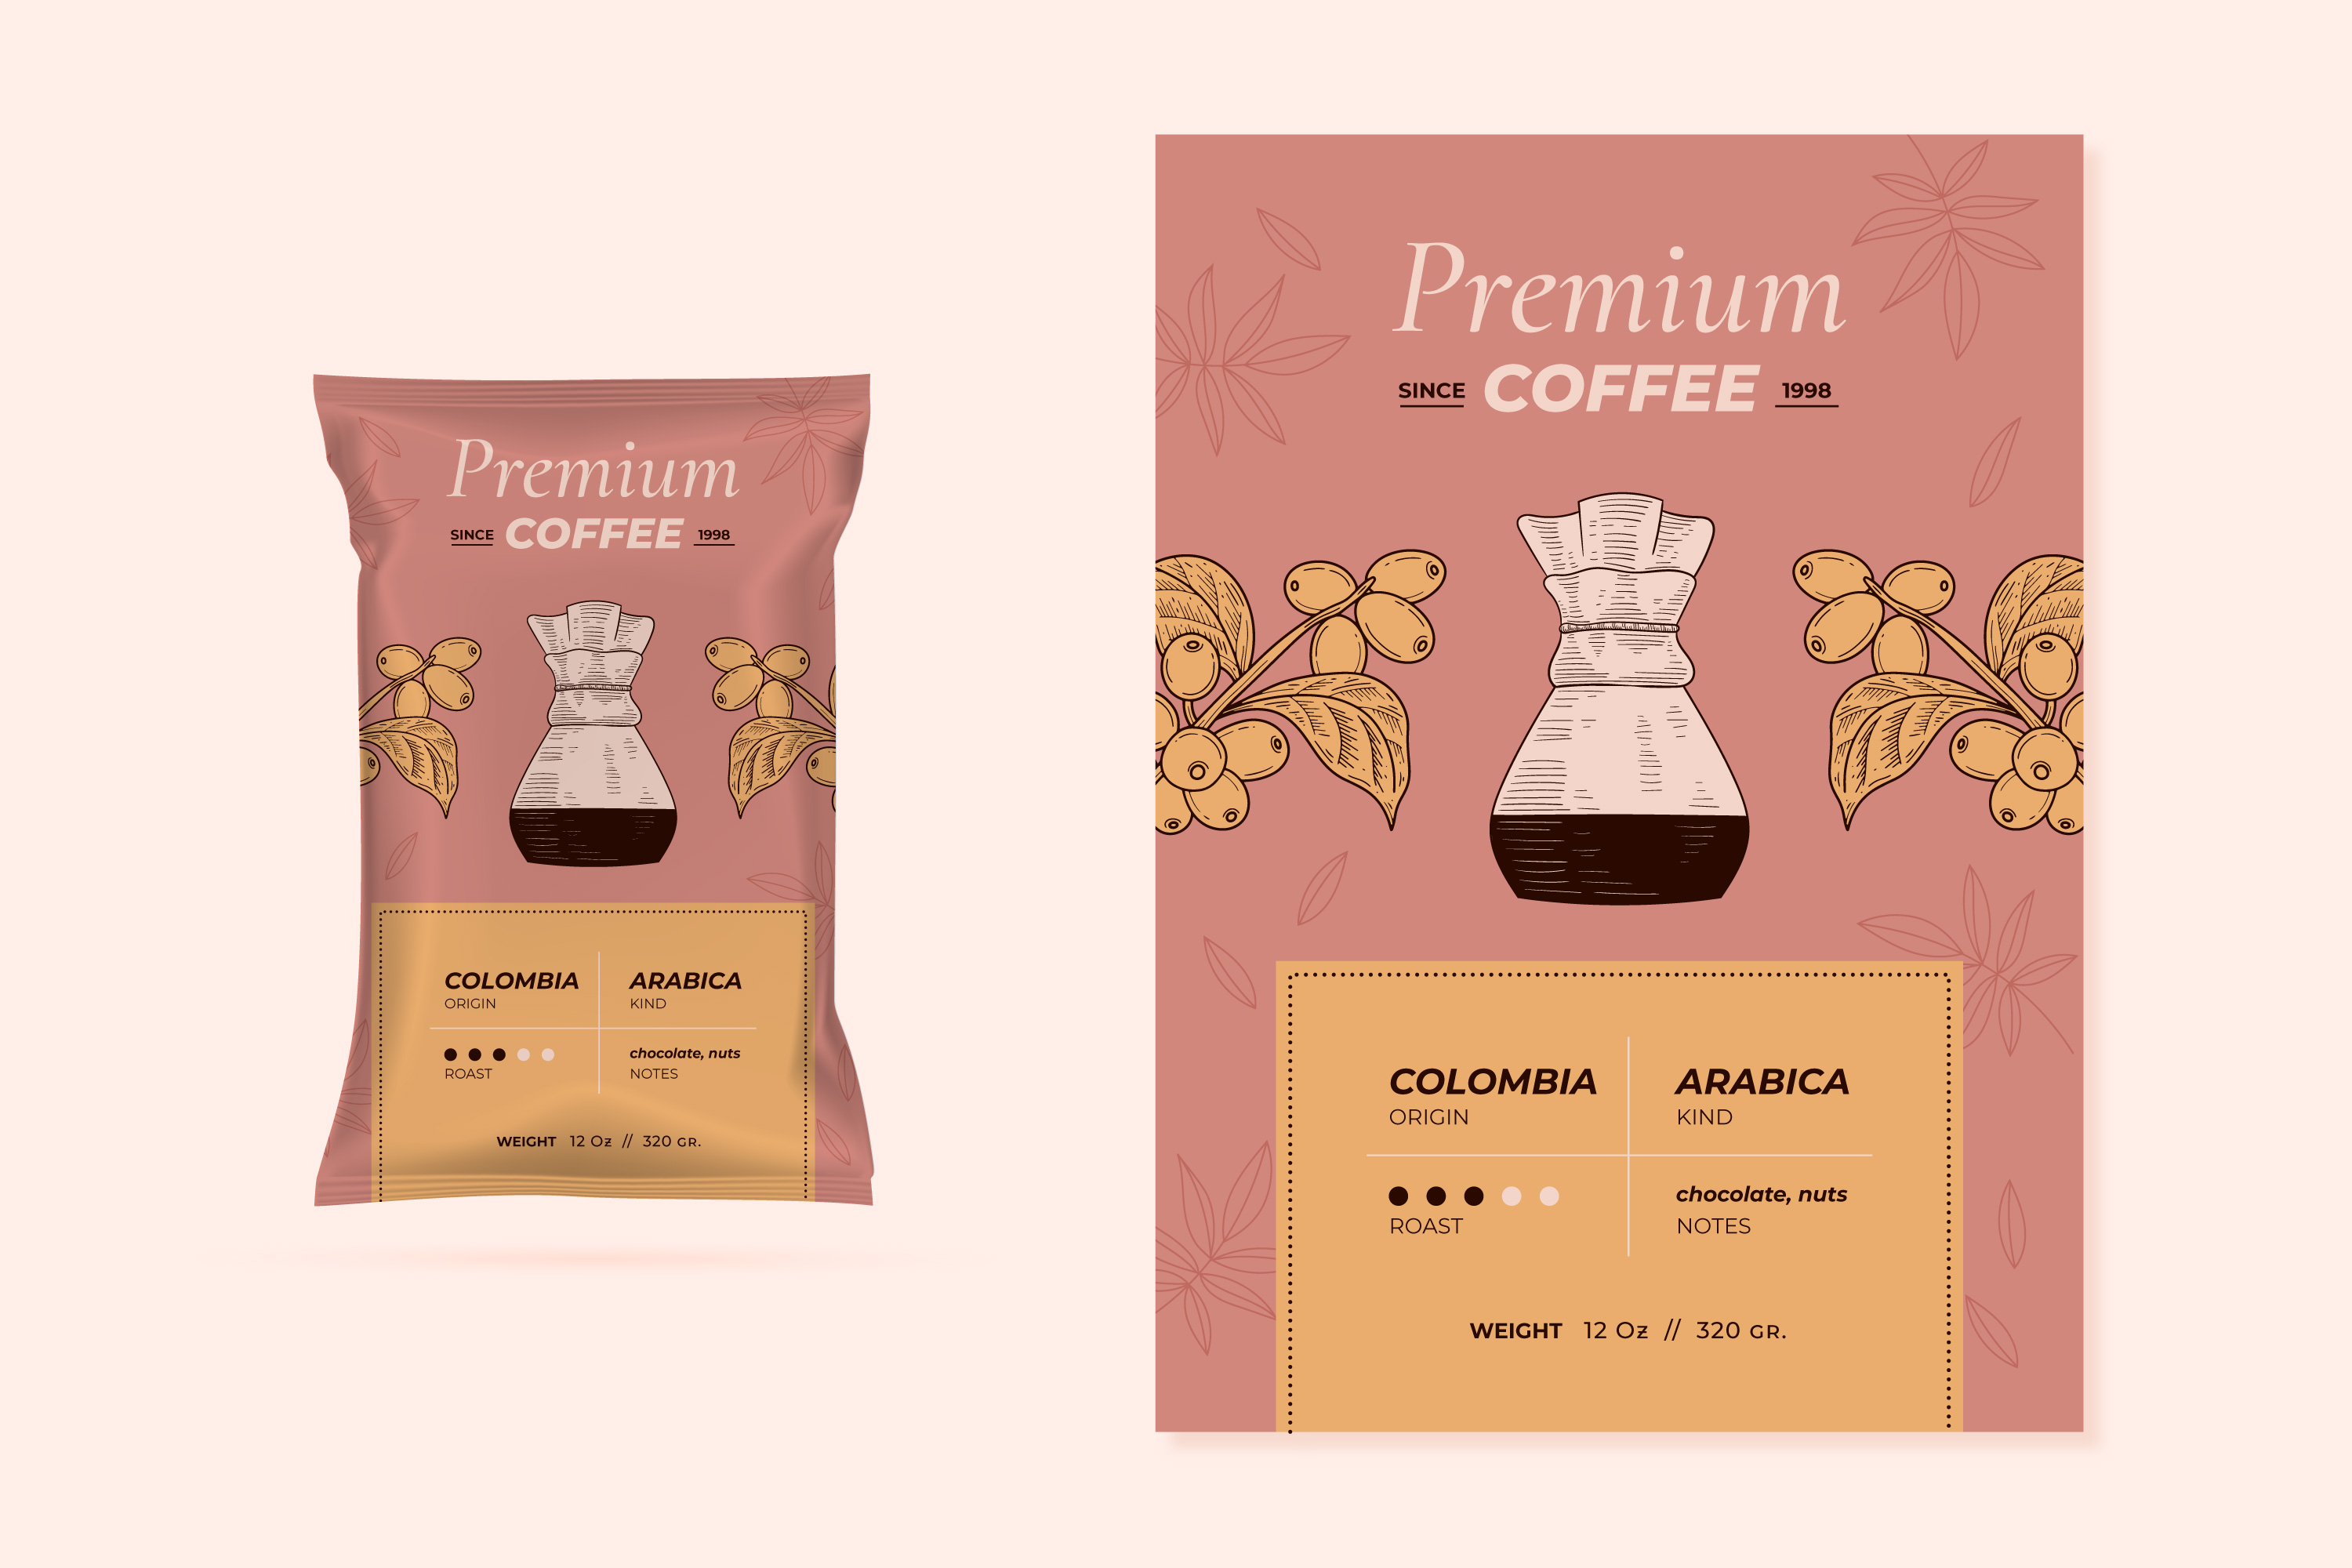 Premium
SINCE COFFEE 1998
COLOMBIA
ORIGIN
ARABICA
KIND
ROAST
chocolate, nuts
NOTES
WEIGHT 12 Oz // 320 GR.
Premium
SINCE COFFEE 1998
COLOMBIA
ORIGIN
ARABICA
KIND
ROAST
chocolate, nuts
NOTES
WEIGHT 12 Oz // 320 GR.